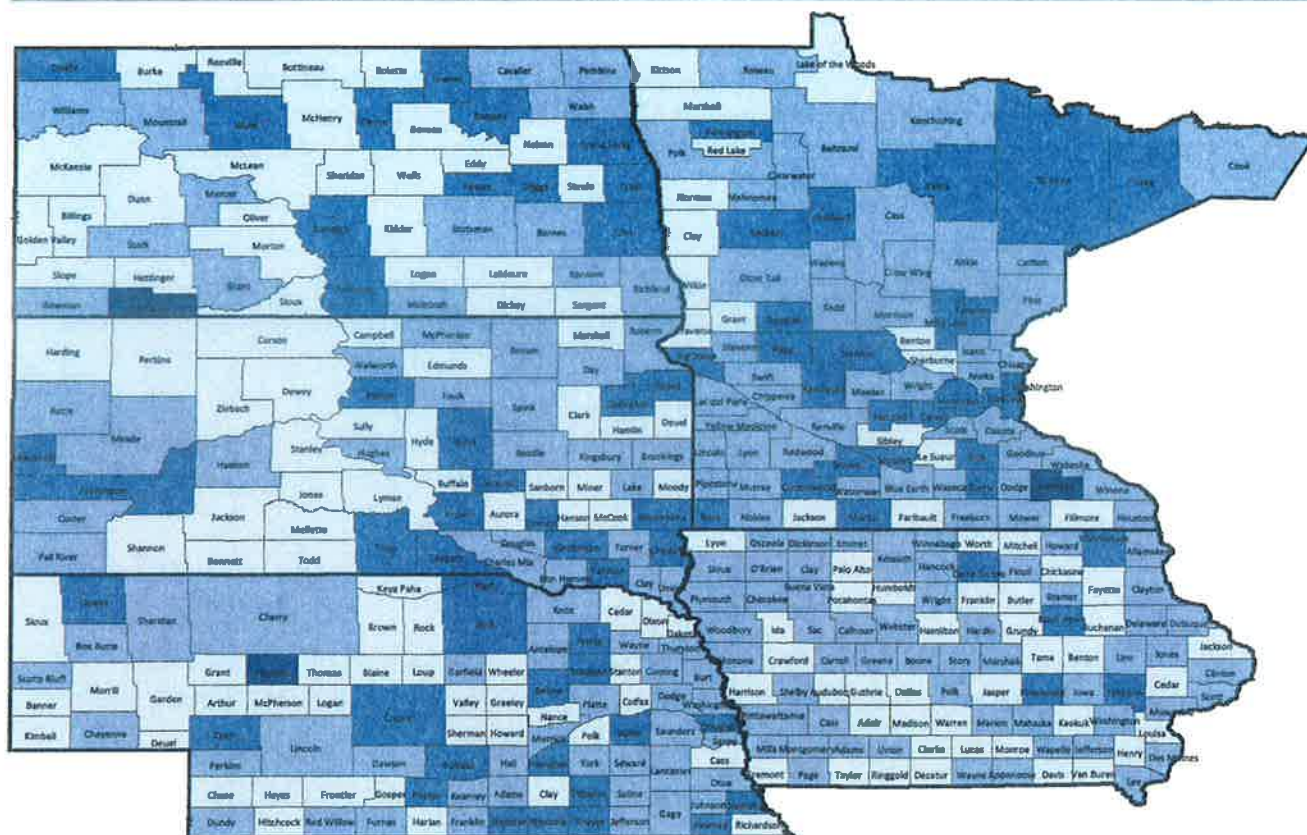 Burke
Renville
Bottineau
Rolette
Cavalier
Pembina
Kittson
Roseau
Lake of the Woods
Williams
Mountrail
McHenry
Walsh
Marshall
Koochiching
Cook
Benson
Nelson
Polk
Red Lake
Beltrami
Clearwater
McKenzie
McLean
Sheridan
Wells
Eddy
Dunn
Mercer
Oliver
Steele
Norman
Mahnomen
Cass
Billings
Golden Valley
Stark
Morton
Kidder
Stutsman
Barnes
Clay
Slope
Hettinger
Grant
Sioux
Logan
LaMoure
Ransom
Richland
McIntosh
Dickey
Sargent
Otter Tail
Wadena
Crow Wing
Aitkin
Carlton
Pine
Wilkin
Todd
Morrison
Grant
Harding
Perkins
Corson
Campbell
McPherson
Brown
Marshall
Roberts
Walworth
Edmunds
Day
Stevens
Benton
Sherburne
Isanti
Chisago
Washington
Butte
Ziebach
Dewey
Faulk
Spink
Clark
Swift
Meeker
Wright
Meade
Sully
Hyde
Hamlin
Deuel
Lac qui Parle
Chippewa
Yellow Medicine
Renville
Sibley
Dakota
Haakon
Stanley
Hughes
Beadle
Kingsbury
Brookings
Lincoln
Lyon
Redwood
Le Sueur
Goodhue
Wabasha
Custer
Jackson
Jones
Lyman
Buffalo
Sanborn
Miner
Lake
Moody
Pipestone
Murray
Cottonwood
Watonwan
Blue Earth
Waseca
Dodge
Winona
Fall River
Shannon
Mellette
Bennett
Todd
Aurora
Hanson
McCook
Nobles
Jackson
Faribault
Freeborn
Mower
Fillmore
Houston
Douglas
Charles Mix
Turner
Clay
Lyon
Osceola
Dickinson
Emmet
Kossuth
Winnebago
Worth
Mitchell
Howard
Allamakee
Sioux
O'Brien
Clay
Palo Alto
Hancock
Floyd
Chickasaw
Fayette
Clayton
Sioux
Sheridan
Cherry
Keya Paha
Brown
Rock
Knox
Cedar
Dixon
Dakota
Plymouth
Cherokee
Buena Vista
Pocahontas
Humboldt
Wright
Franklin
Butler
Bremer
Box Butte
Antelope
Wayne
Thurston
Woodbury
Ida
Sac
Calhoun
Webster
Hamilton
Hardin
Grundy
Buchanan
Delaware
Dubuque
Scotts Bluff
Morrill
Garden
Grant
Thomas
Blaine
Loup
Garfield
Wheeler
Stanton
Cuming
Burt
Monona
Crawford
Carroll
Greene
Boone
Story
Marshall
Tama
Benton
Linn
Jones
Jackson
Clinton
Banner
Arthur
McPherson
Logan
Valley
Greeley
Platte
Colfax
Dodge
Washington
Harrison
Shelby
Audubon
Guthrie
Dallas
Polk
Jasper
Iowa
Cedar
Scott
Kimball
Cheyenne
Deuel
Lincoln
Custer
Sherman
Howard
Nance
Merrick
Polk
Saunders
Pottawattamie
Cass
Adair
Madison
Warren
Marion
Mahaska
Keokuk
Washington
Louisa
Perkins
Dawson
Hall
York
Seward
Lancaster
Cass
Otoe
Mills
Montgomery
Adams
Union
Clarke
Lucas
Monroe
Wapello
Jefferson
Henry
Des Moines
Chase
Hayes
Frontier
Gosper
Kearney
Adams
Clay
Saline
Fremont
Page
Taylor
Ringgold
Decatur
Wayne
Appanoose
Davis
Van Buren
Lee
Dundy
Hitchcock
Red Willow
Furnas
Harlan
Franklin
Jefferson
Gage
Johnson
Richardson